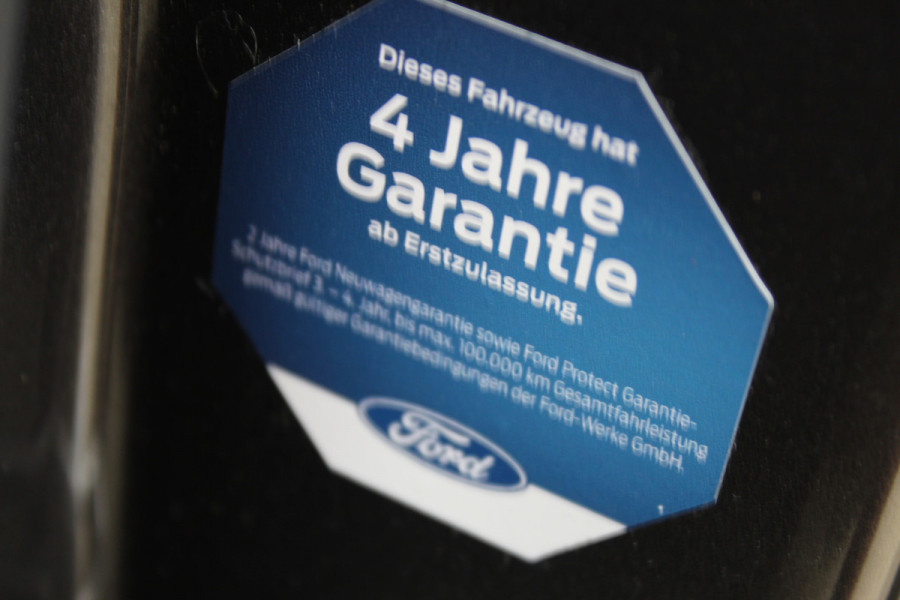 Dieses Fahrzeug hat
4 Jahre
Garantie
ab Erstzulassung.
2 Jahre Ford Neuwagengarantie sowie Ford Protect Garantie-
Schutzbrief 3. – 4. Jahr, bis max. 100.000 km Gesamtfahrleistung
gemäß gültiger Garantiebedingungen der Ford-Werke GmbH.
Ford
1